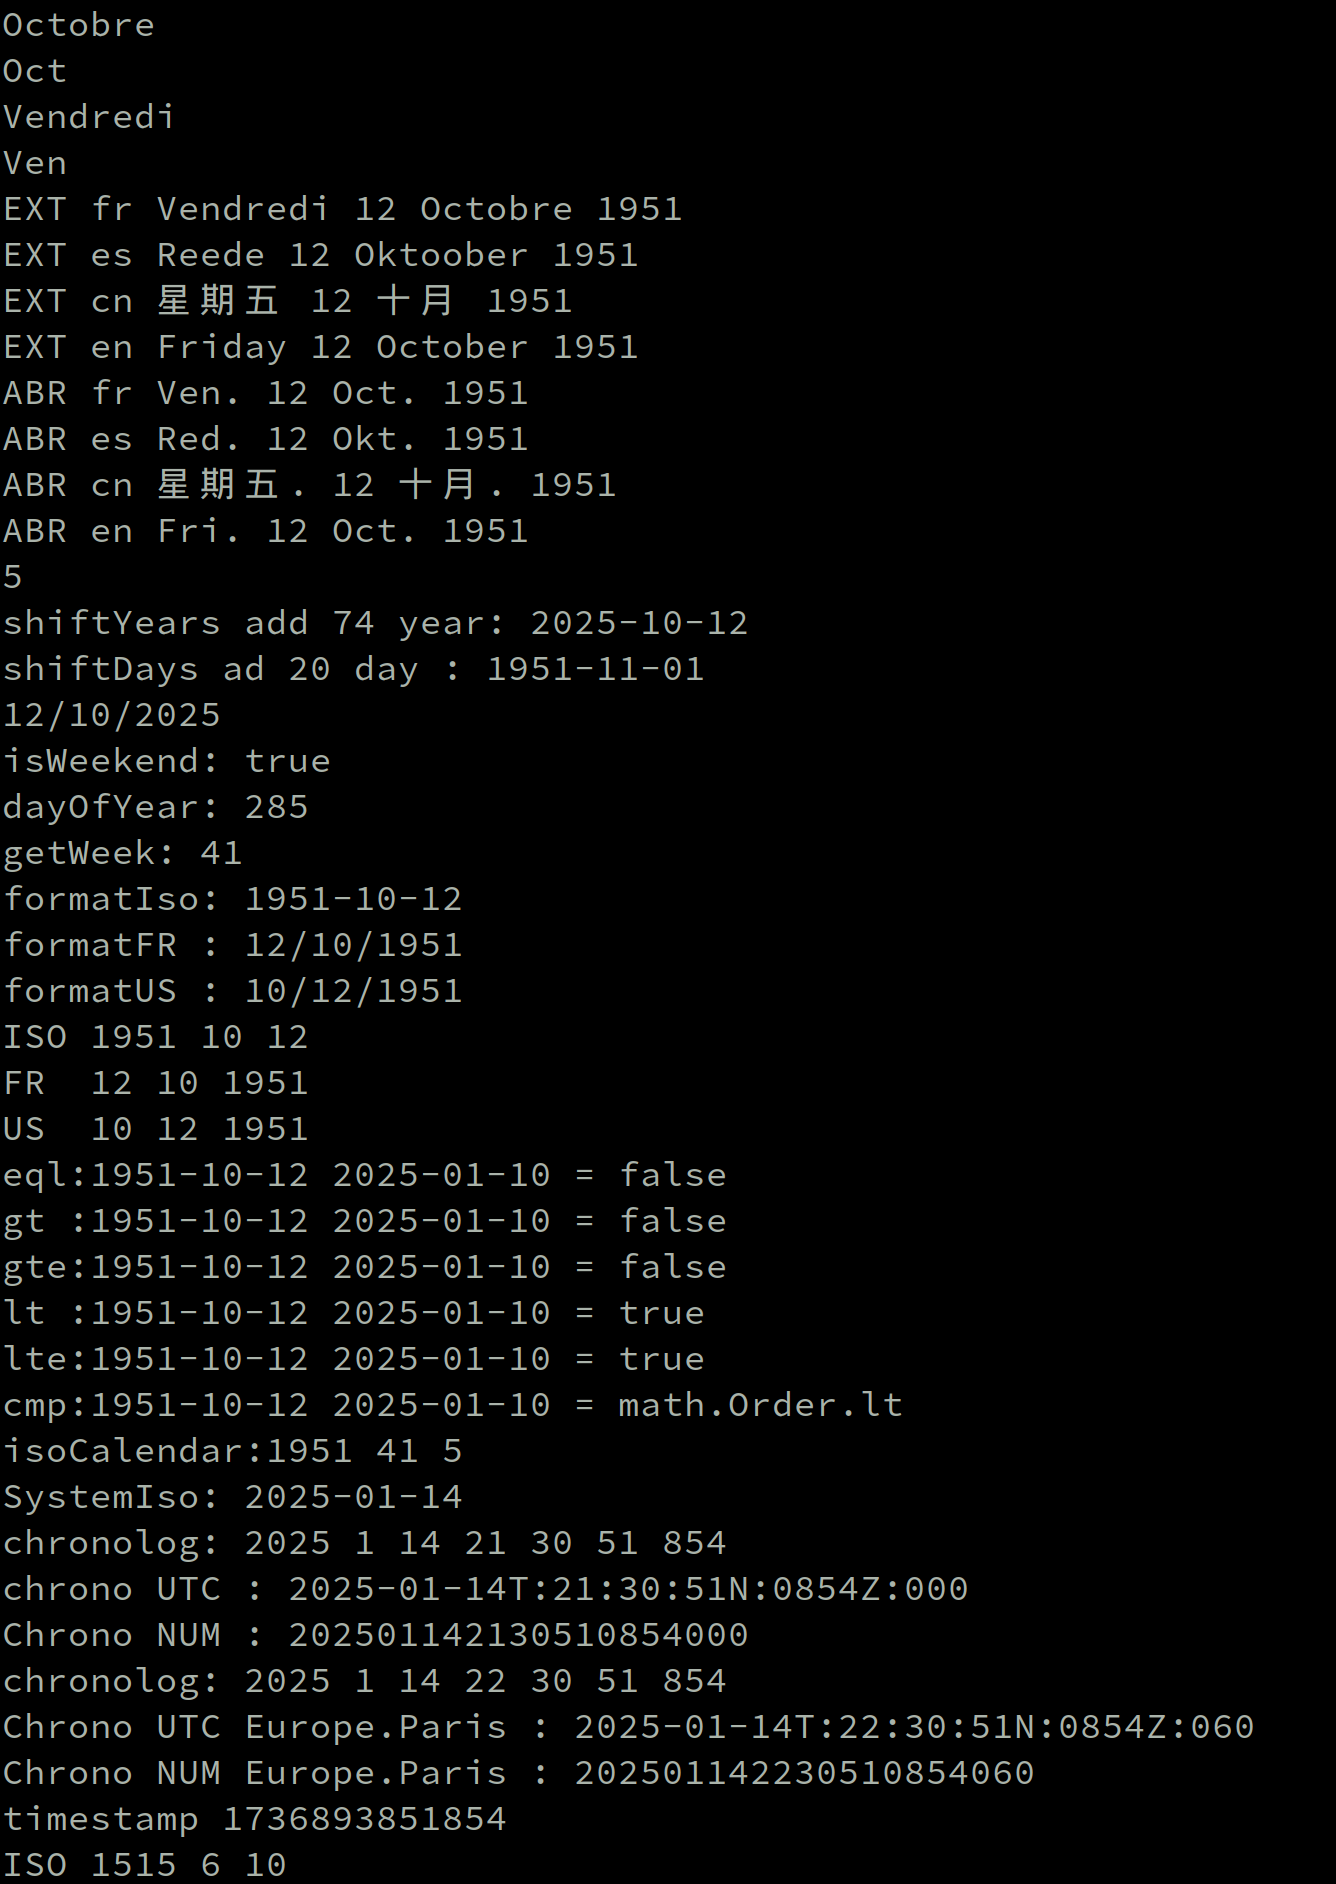 Octobre
Oct
Vendredi
Ven
EXT fr Vendredi 12 Octobre 1951
EXT es Reede 12 Oktoober 1951
EXT cn 星期五 12 十月 1951
EXT en Friday 12 October 1951
ABR fr Ven. 12 Oct. 1951
ABR es Red. 12 Okt. 1951
ABR cn 星期五. 12 十月. 1951
ABR en Fri. 12 Oct. 1951
5
shiftYears add 74 year: 2025-10-12
shiftDays ad 20 day : 1951-11-01
12/10/2025
isWeekend: true
dayOfYear: 285
getWeek: 41
formatIso: 1951-10-12
formatFR : 12/10/1951
formatUS : 10/12/1951
ISO 1951 10 12
FR  12 10 1951
US  10 12 1951
eql:1951-10-12 2025-01-10 = false
gt :1951-10-12 2025-01-10 = false
gte:1951-10-12 2025-01-10 = false
lt :1951-10-12 2025-01-10 = true
lte:1951-10-12 2025-01-10 = true
cmp:1951-10-12 2025-01-10 = math.Order.lt
isoCalendar:1951 41 5
SystemIso: 2025-01-14
chronolog: 2025 1 14 21 30 51 854
chrono UTC : 2025-01-14T:21:30:51N:0854Z:000
Chrono NUM : 202501142130510854000
chronolog: 2025 1 14 22 30 51 854
Chrono UTC Europe.Paris : 2025-01-14T:22:30:51N:0854Z:060
Chrono NUM Europe.Paris : 202501142230510854060
timestamp 1736893851854
ISO 1515 6 10